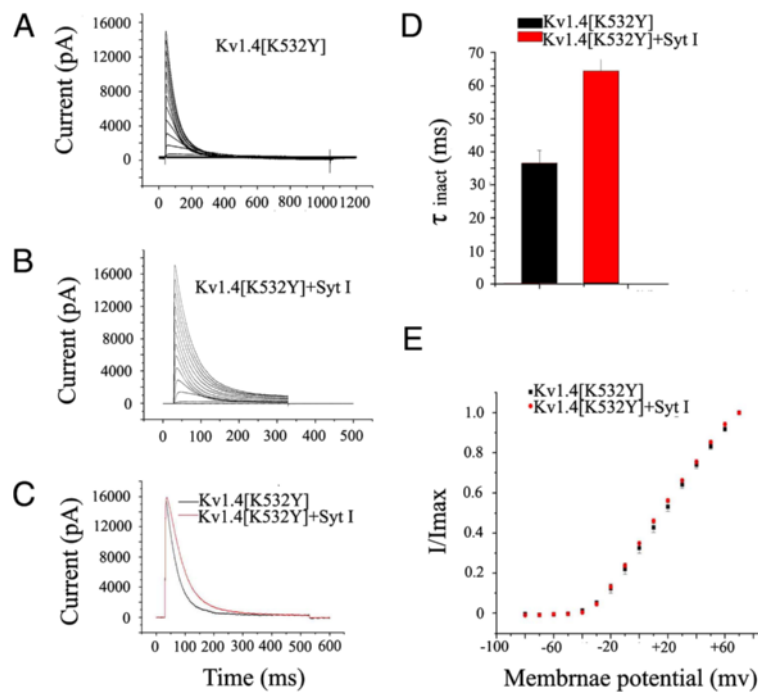 A
Kv1.4[K532Y]
Current (pA)
16000
12000
8000
4000
0
0 200 400 600 800 1000 1200
B
Kv1.4[K532Y]+Syt I
Current (pA)
16000
12000
8000
4000
0
0 100 200 300 400 500
C
Kv1.4[K532Y]
Kv1.4[K532Y]+Syt I
Current (pA)
16000
12000
8000
4000
0
0 100 200 300 400 500 600
Time (ms)
D
Kv1.4[K532Y]
Kv1.4[K532Y]+Syt I
τ inact (ms)
70
60
50
40
30
20
10
0
E
Kv1.4[K532Y]
Kv1.4[K532Y]+Syt I
I/Imax
1.0
0.8
0.6
0.4
0.2
0
-100 -60 -20 +20 +60
Membrnae potential (mv)